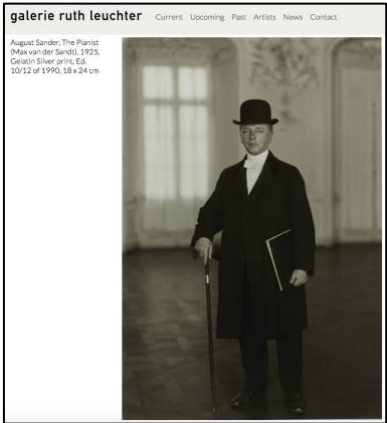 galerie ruth leuchter Current Upcoming Past Artists News Contact
August Sander, The Pianist
(Max van der Sandt), 1925,
Gelatin Silver print, Ed.
10/12 of 1990, 18 x 24 cm